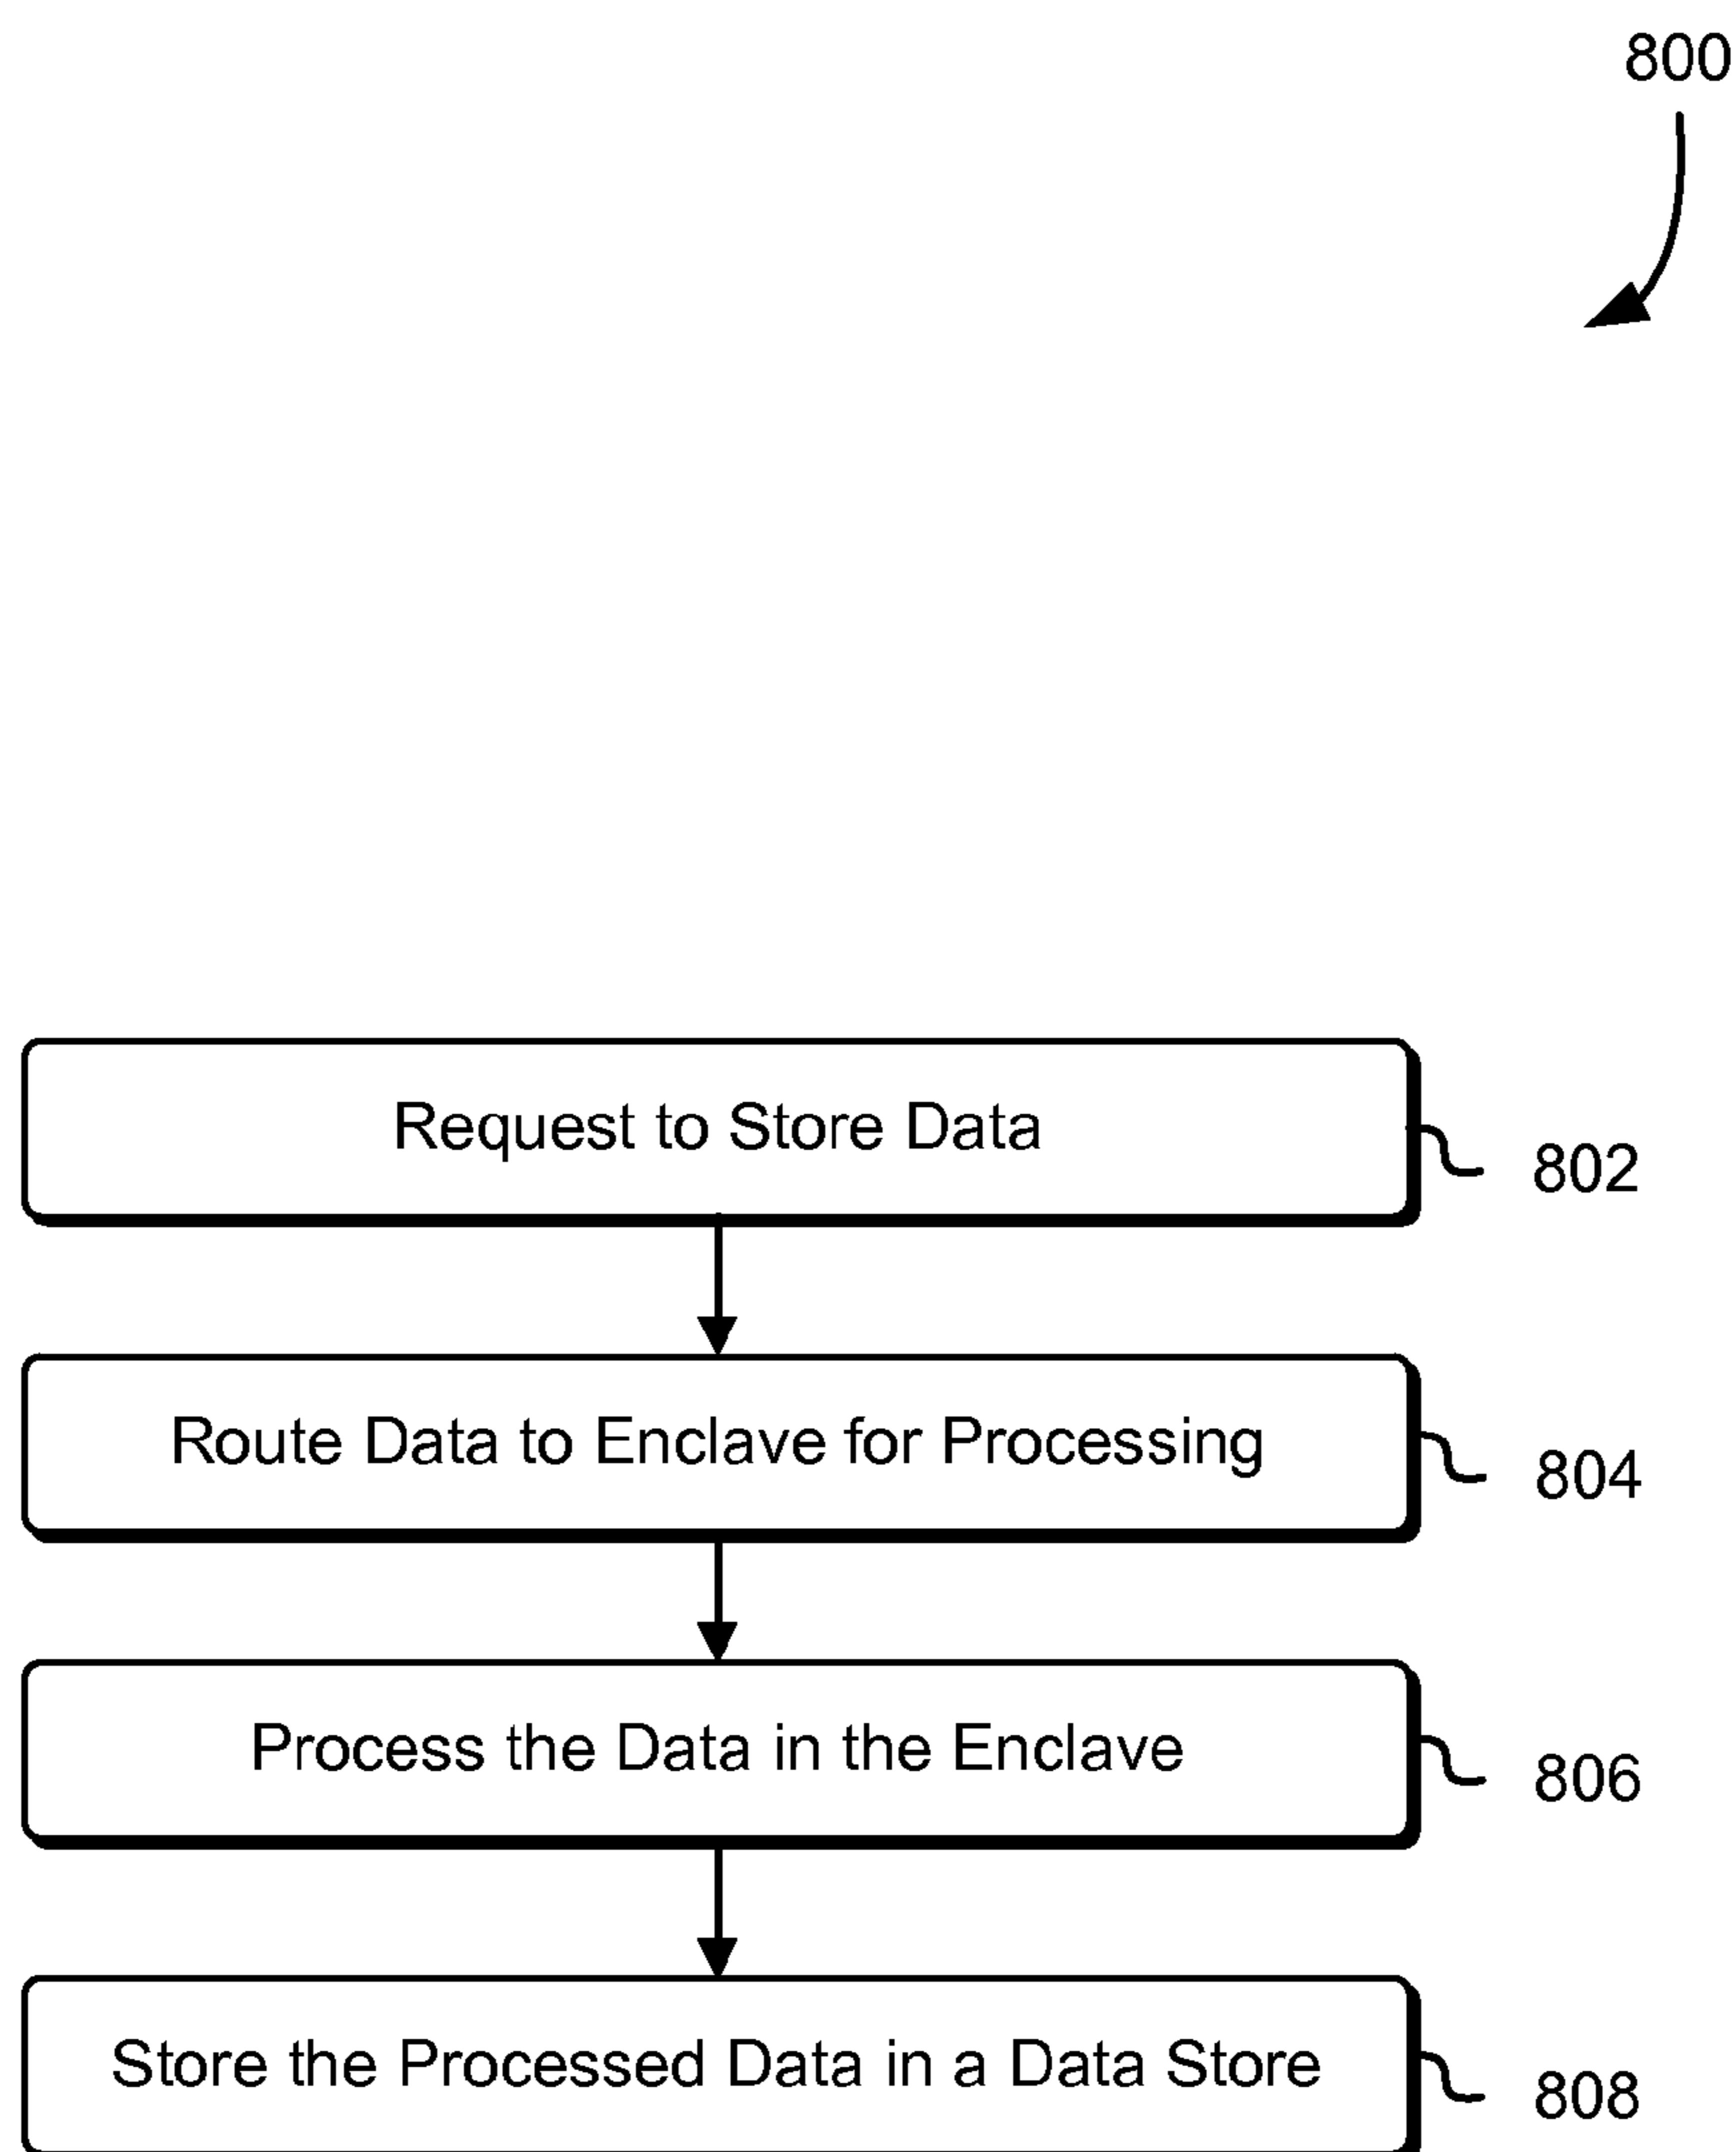 800
Request to Store Data
802
Route Data to Enclave for Processing
804
Process the Data in the Enclave
806
Store the Processed Data in a Data Store
808